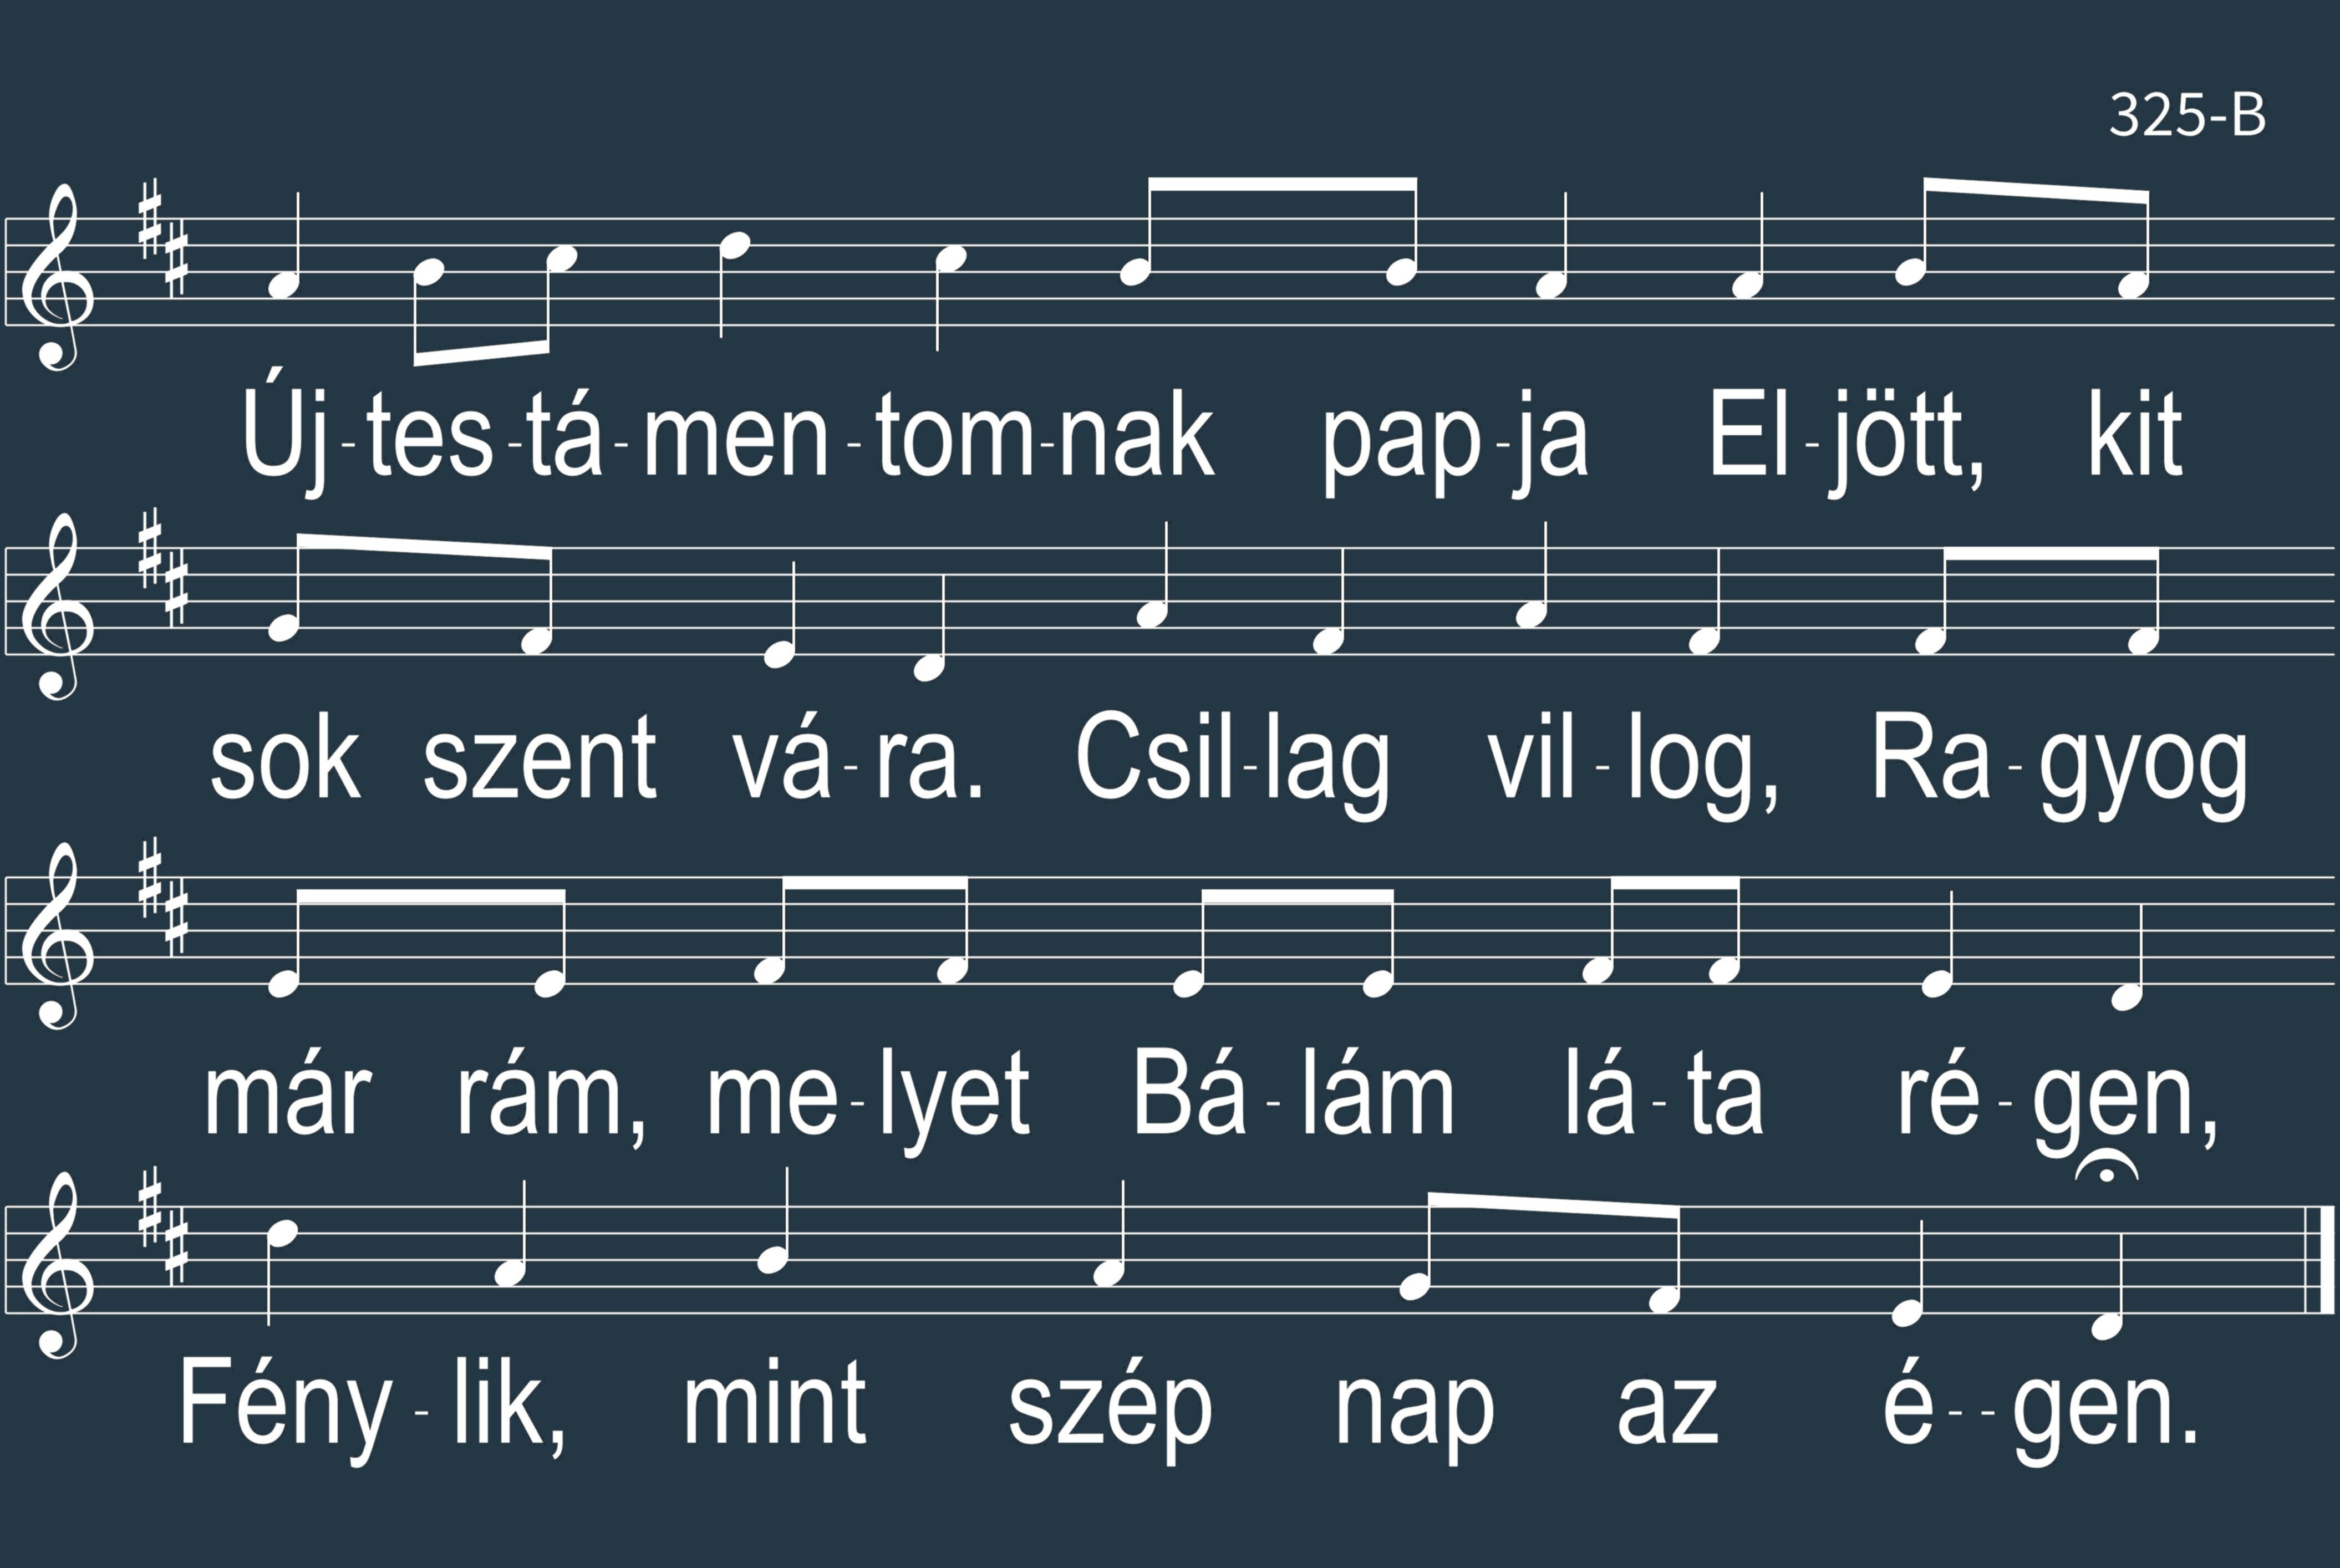 325-B
Új-tes-tá-men-tom-nak pap-ja El-jött, kit
sok szent vá-ra. Csil-lag vil-log, Ra-gyog
már rám, me-lyet Bá-lám lá-ta ré-gen,
Fény-lik, mint szép nap az é--gen.